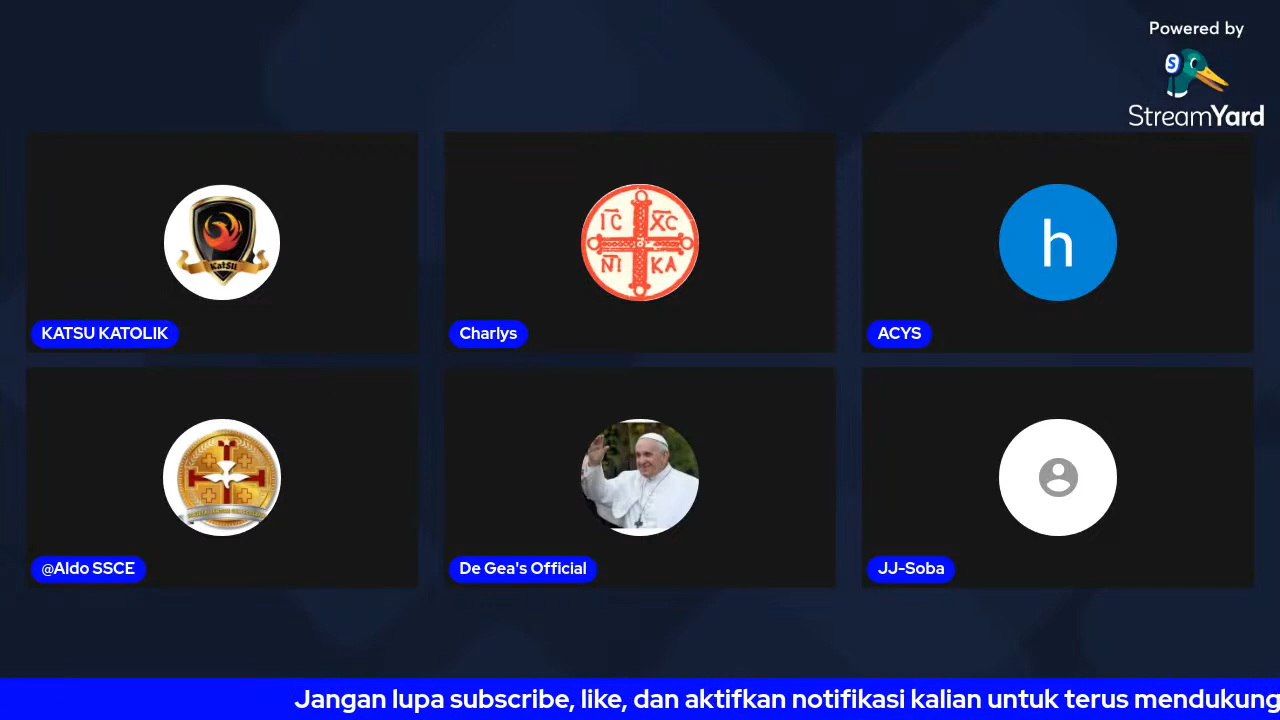 Powered by
S
StreamYard
KatSU
IC XC
NI KA
h
KATSU KATOLIK
Charlys
ACYS
@Aldo SSCE
De Gea's Official
JJ-Soba
Jangan lupa subscribe, like, dan aktifkan notifikasi kalian untuk terus mendukung